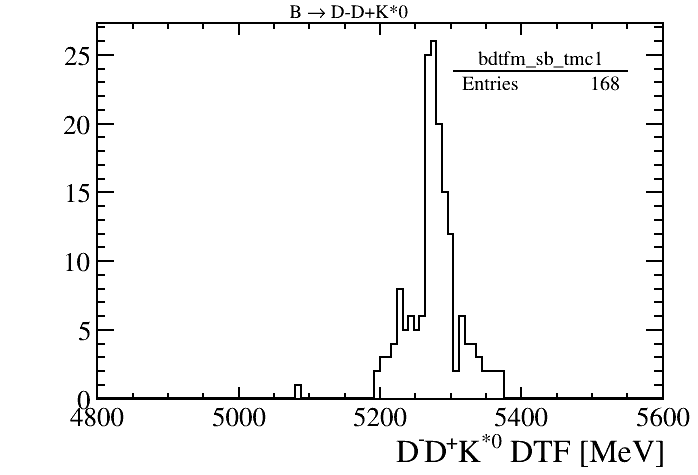 B → D-D+K*0
bdtfm_sb_tmc1
Entries 168
25
20
15
10
5
0
4800 5000 5200 5400 5600
D⁻D⁺K*⁰ DTF [MeV]